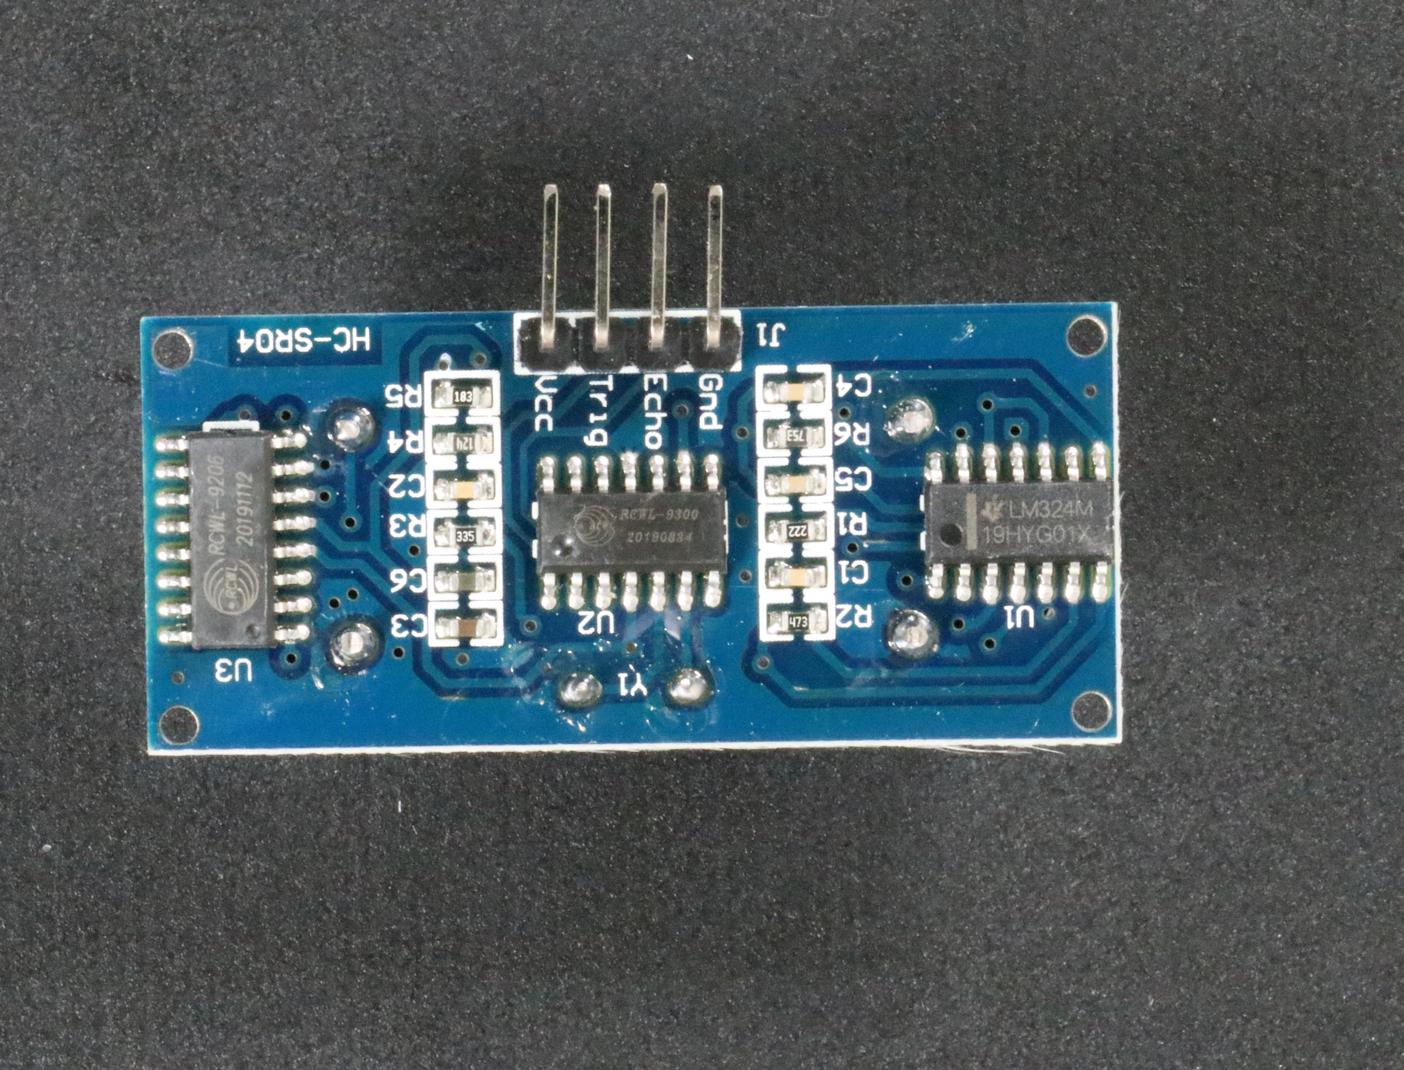 HC-SR04
J1
Vcc
Trig
Echo
Gnd
R5
103
R4
124
C2
R3
335
C6
C3
C4
R6
753
C5
R1
222
C1
R2
473
RCWL-9206
20191112
RCWL
U3
RCWL-9300
20190884
U2
Y1
LM324M
19HYG01X
U1